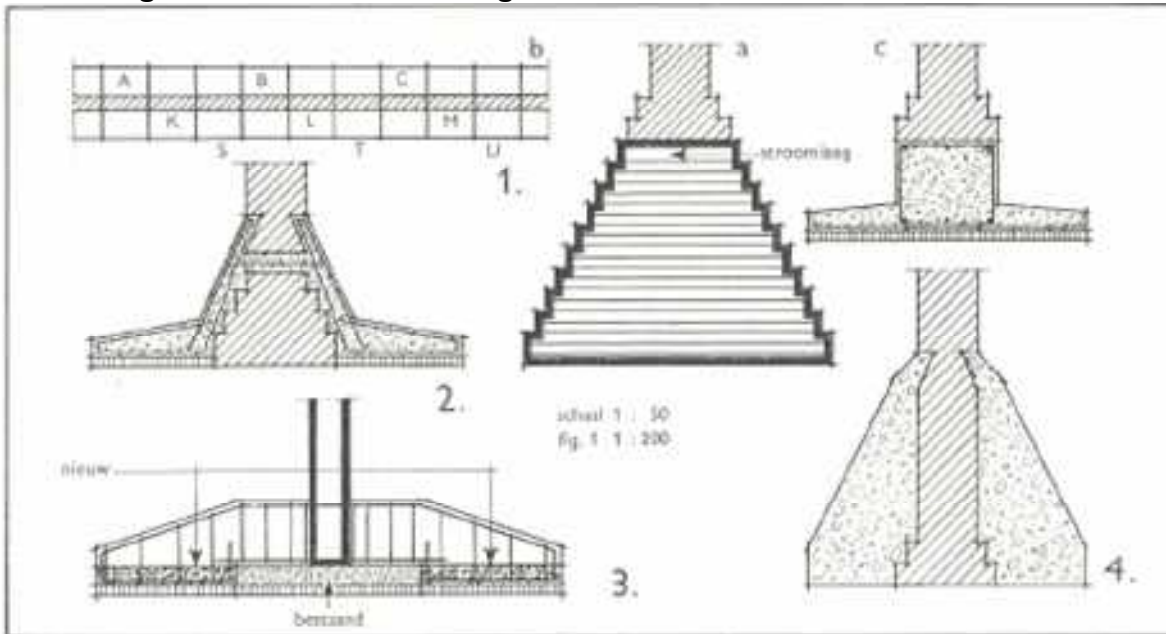 b
a
c
A B C
K L M
S T U
1.
stroomlaag
2.
schaal 1 : 50
fig. 1 1 : 200
nieuw
3.
bestaand
4.